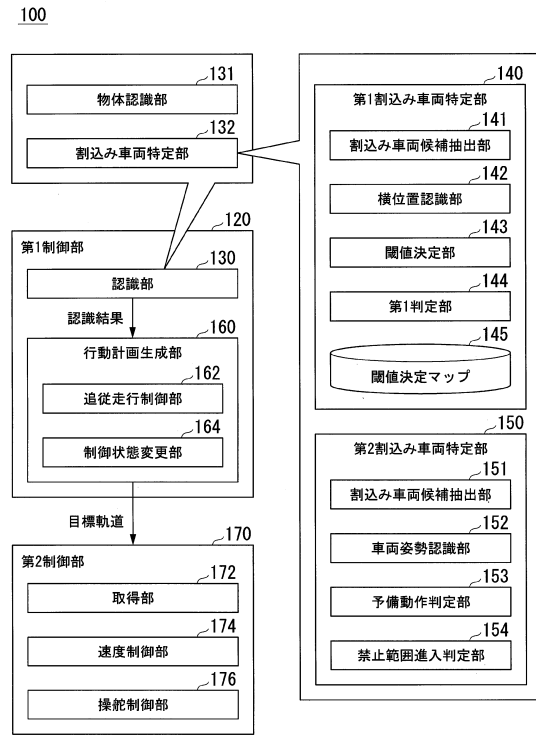 100
131
物体認識部
132
割込み車両特定部
120
第1制御部
130
認識部
認識結果
160
行動計画生成部
162
追従走行制御部
164
制御状態変更部
目標軌道
170
第2制御部
172
取得部
174
速度制御部
176
操舵制御部
140
第1割込み車両特定部
141
割込み車両候補抽出部
142
横位置認識部
143
閾値決定部
144
第1判定部
145
閾値決定マップ
150
第2割込み車両特定部
151
割込み車両候補抽出部
152
車両姿勢認識部
153
予備動作判定部
154
禁止範囲進入判定部